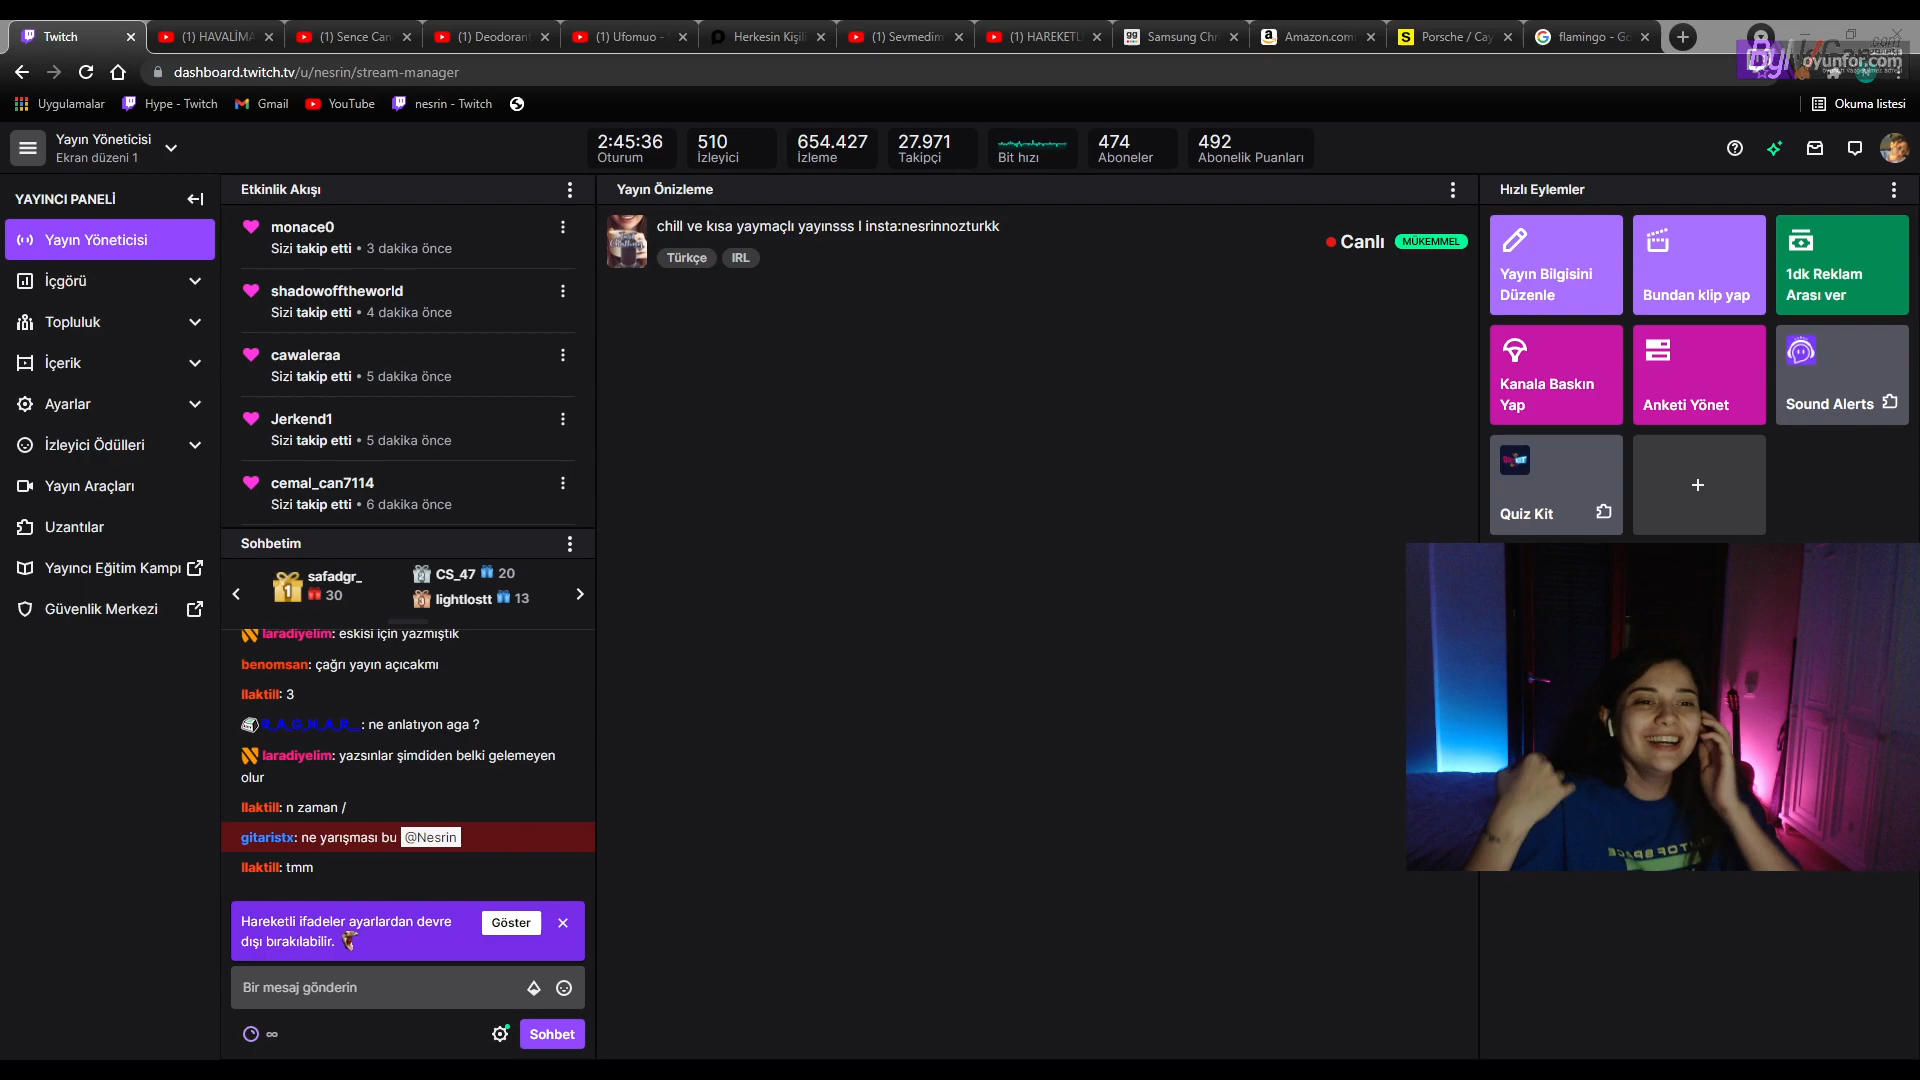 Twitch
(1) HAVALİMA
(1) Sence Can
(1) Deodorant
(1) Ufomuo -
Herkesin Kişili
(1) Sevmedim
(1) HAREKETLİ
Samsung Chr
Amazon.com:
Porsche / Cay
flamingo - Go
dashboard.twitch.tv/u/nesrin/stream-manager
oyunfor.com
Uygulamalar
Hype - Twitch
Gmail
YouTube
nesrin - Twitch
Okuma listesi
Yayın Yöneticisi
Ekran düzeni 1
2:45:36
Oturum
510
İzleyici
654.427
İzleme
27.971
Takipçi
Bit hızı
474
Aboneler
492
Abonelik Puanları
YAYINCI PANELİ
Yayın Yöneticisi
İçgörü
Topluluk
İçerik
Ayarlar
İzleyici Ödülleri
Yayın Araçları
Uzantılar
Yayıncı Eğitim Kampı
Güvenlik Merkezi
Etkinlik Akışı
monace0
Sizi takip etti • 3 dakika önce
shadowofftheworld
Sizi takip etti • 4 dakika önce
cawaleraa
Sizi takip etti • 5 dakika önce
Jerkend1
Sizi takip etti • 5 dakika önce
cemal_can7114
Sizi takip etti • 6 dakika önce
Sohbetim
1 safadgr_
30
2 CS_47 20
3 lightlostt 13
laradiyelim: eskisi için yazmıştık
benomsan: çağrı yayın açıcakmı
llaktill: 3
: ne anlatıyon aga ?
laradiyelim: yazsınlar şimdiden belki gelemeyen
olur
llaktill: n zaman /
gitaristx: ne yarışması bu @Nesrin
llaktill: tmm
Hareketli ifadeler ayarlardan devre
dışı bırakılabilir.
Göster
Bir mesaj gönderin
Sohbet
Yayın Önizleme
chill ve kısa yaymaçlı yayınsss l insta:nesrinnozturkk
Türkçe
IRL
Canlı
MÜKEMMEL
Hızlı Eylemler
Yayın Bilgisini
Düzenle
Bundan klip yap
1dk Reklam
Arası ver
Kanala Baskın
Yap
Anketi Yönet
Sound Alerts
Quiz Kit